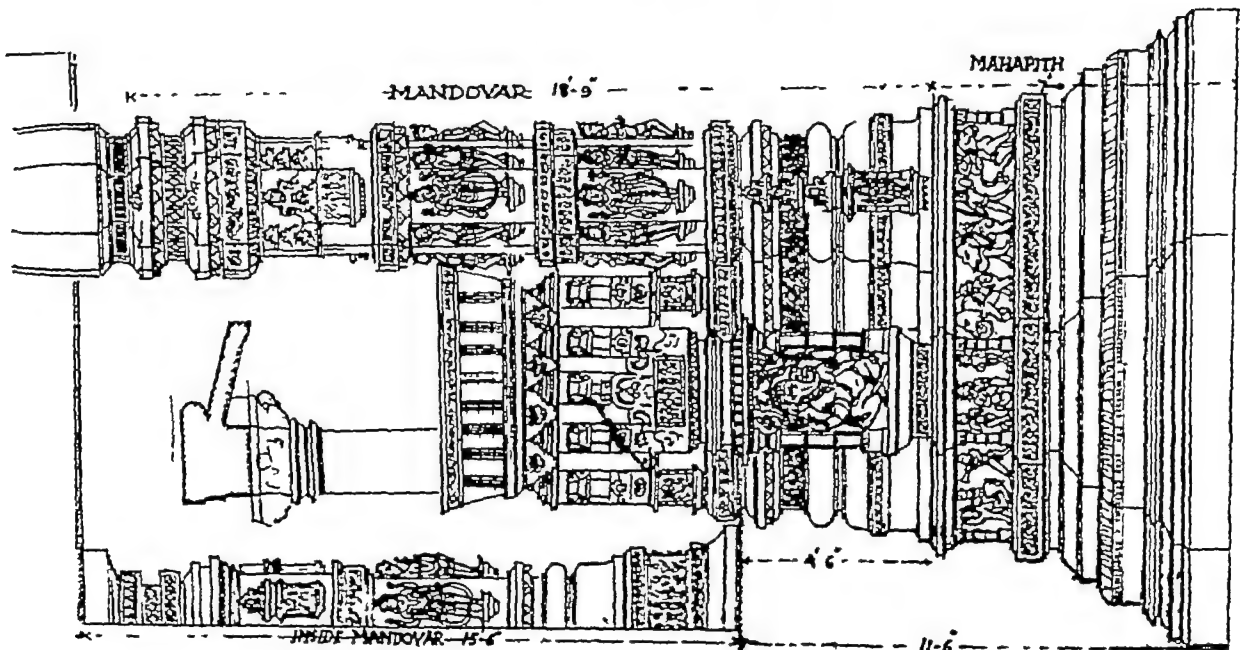 MAHAPITH
MANDOVAR 18'-9"
4'6"
INSIDE MANDOVAR 15-6"
11-6"